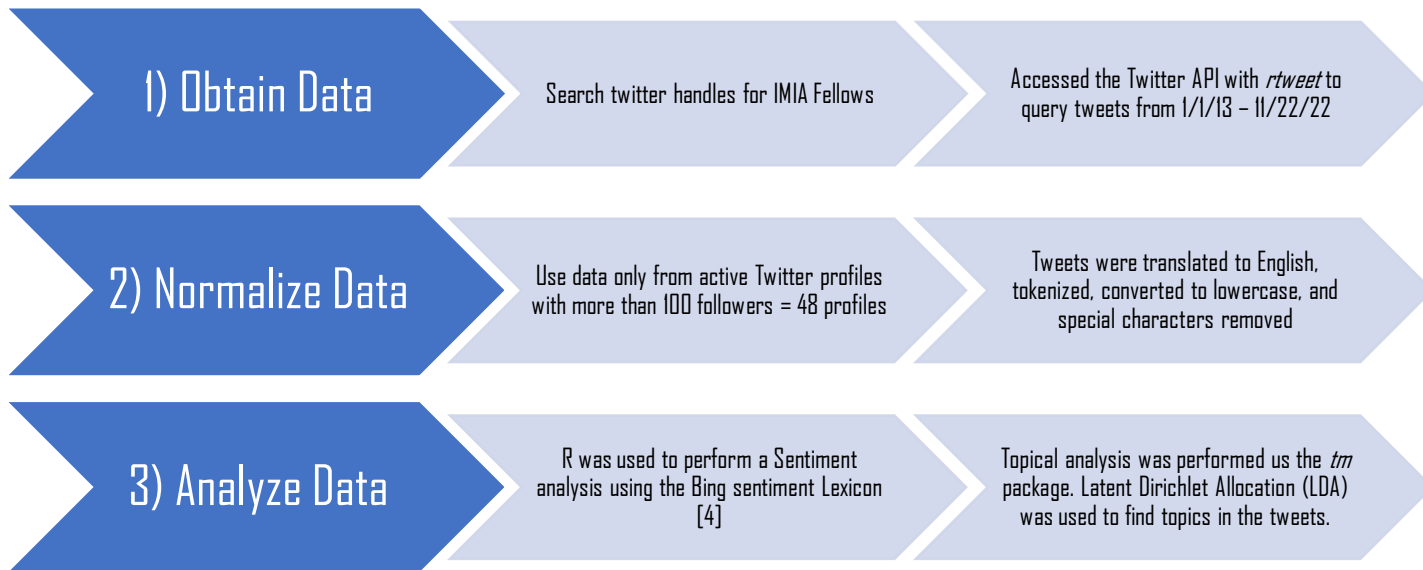 1) Obtain Data
Search twitter handles for IMIA Fellows
Accessed the Twitter API with rtweet to
query tweets from 1/1/13 – 11/22/22
2) Normalize Data
Use data only from active Twitter profiles
with more than 100 followers = 48 profiles
Tweets were translated to English,
tokenized, converted to lowercase, and
special characters removed
3) Analyze Data
R was used to perform a Sentiment
analysis using the Bing sentiment Lexicon
[4]
Topical analysis was performed us the tm
package. Latent Dirichlet Allocation (LDA)
was used to find topics in the tweets.